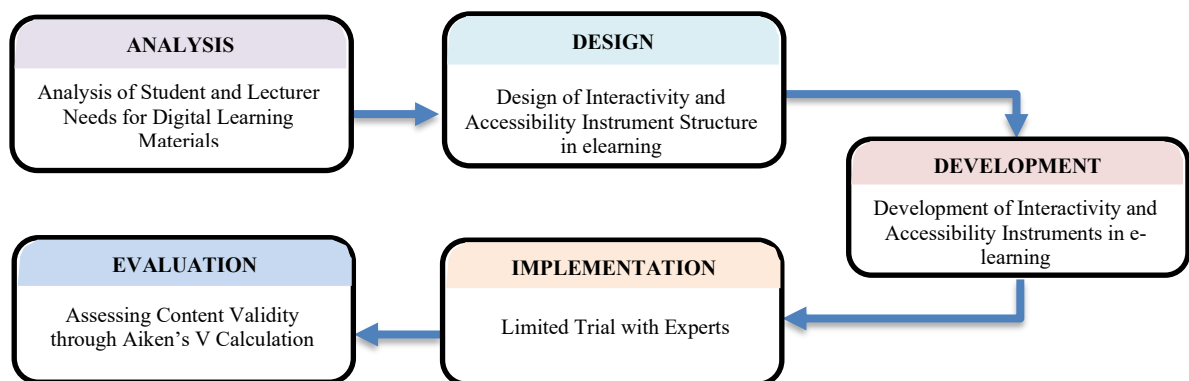 ANALYSIS
Analysis of Student and Lecturer
Needs for Digital Learning
Materials
DESIGN
Design of Interactivity and
Accessibility Instrument Structure
in elearning
DEVELOPMENT
Development of Interactivity and
Accessibility Instruments in e-
learning
IMPLEMENTATION
Limited Trial with Experts
EVALUATION
Assessing Content Validity
through Aiken’s V Calculation